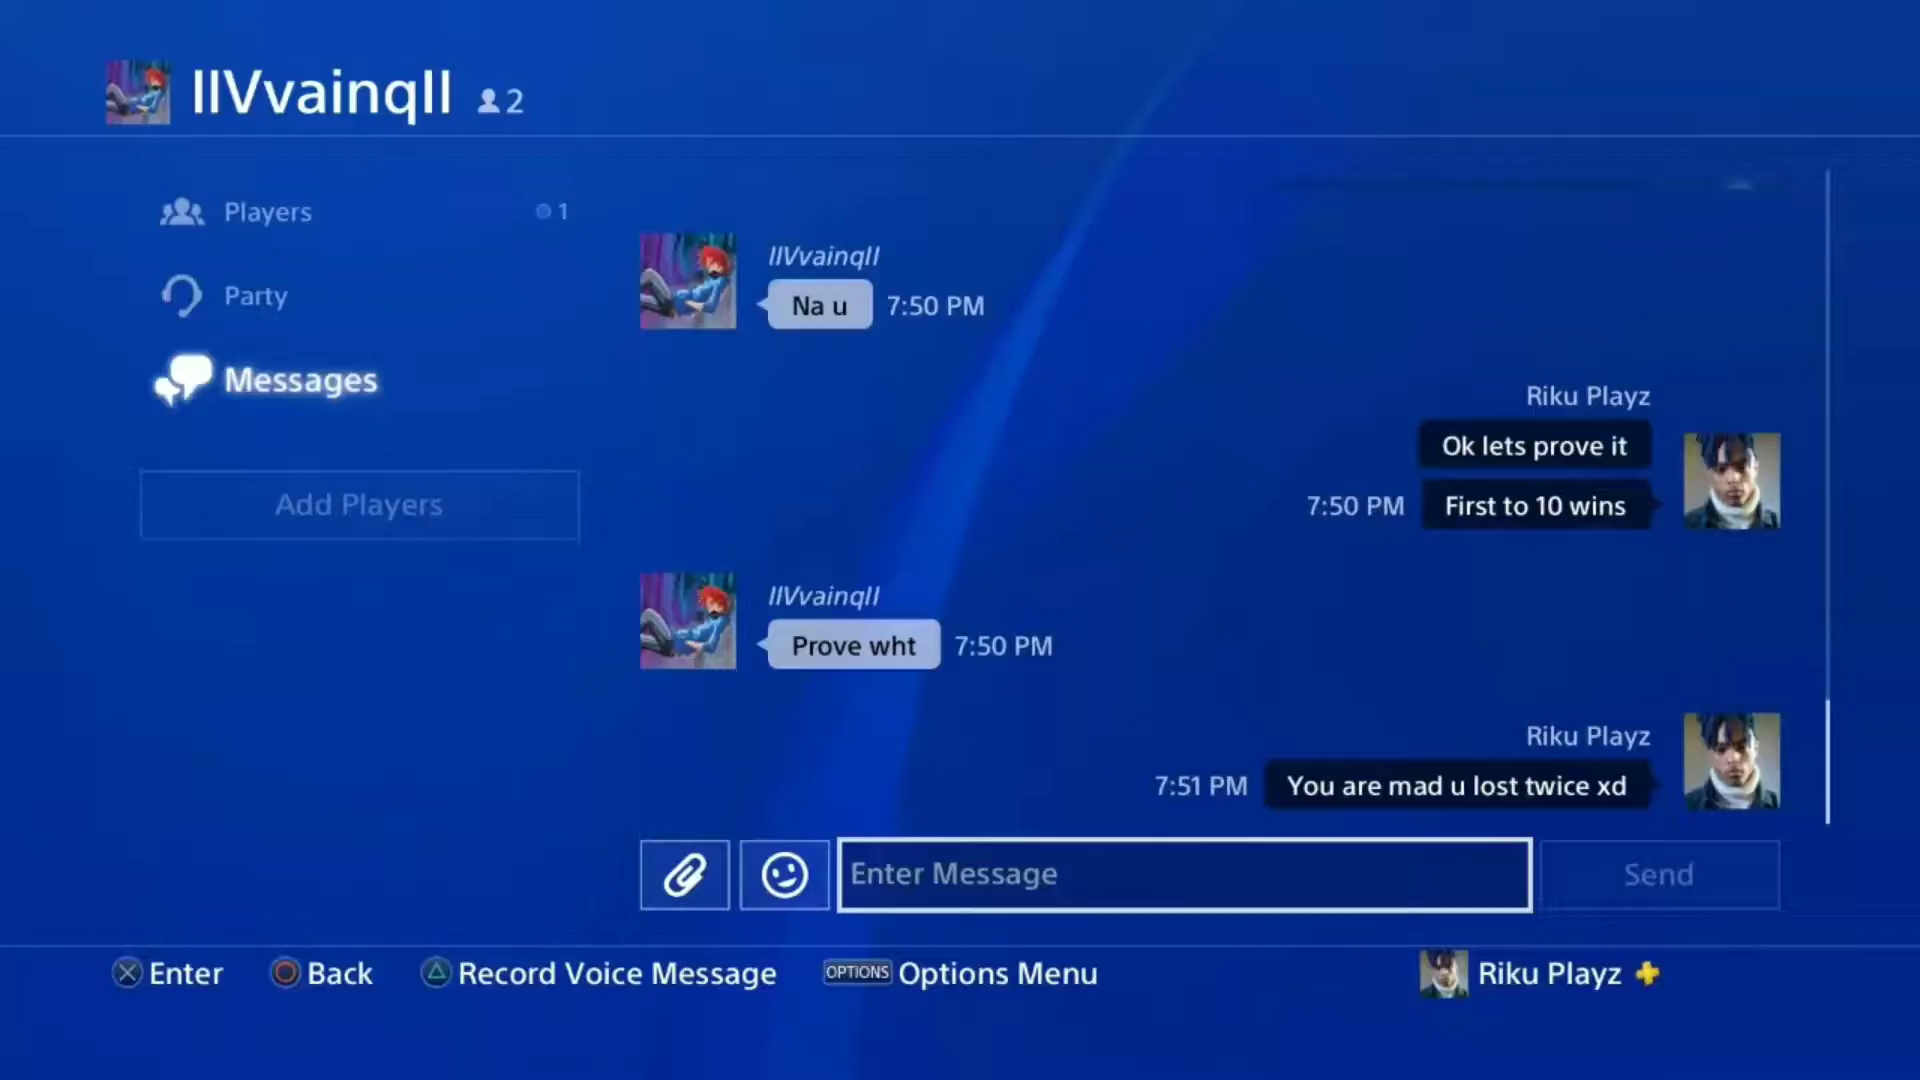 IIVvainqII 2
Players 1
Party
Messages
Add Players
IIVvainqII
Na u 7:50 PM
Riku Playz
Ok lets prove it
7:50 PM First to 10 wins
IIVvainqII
Prove wht 7:50 PM
Riku Playz
7:51 PM You are mad u lost twice xd
Enter Message
Send
Enter Back Record Voice Message OPTIONS Options Menu Riku Playz